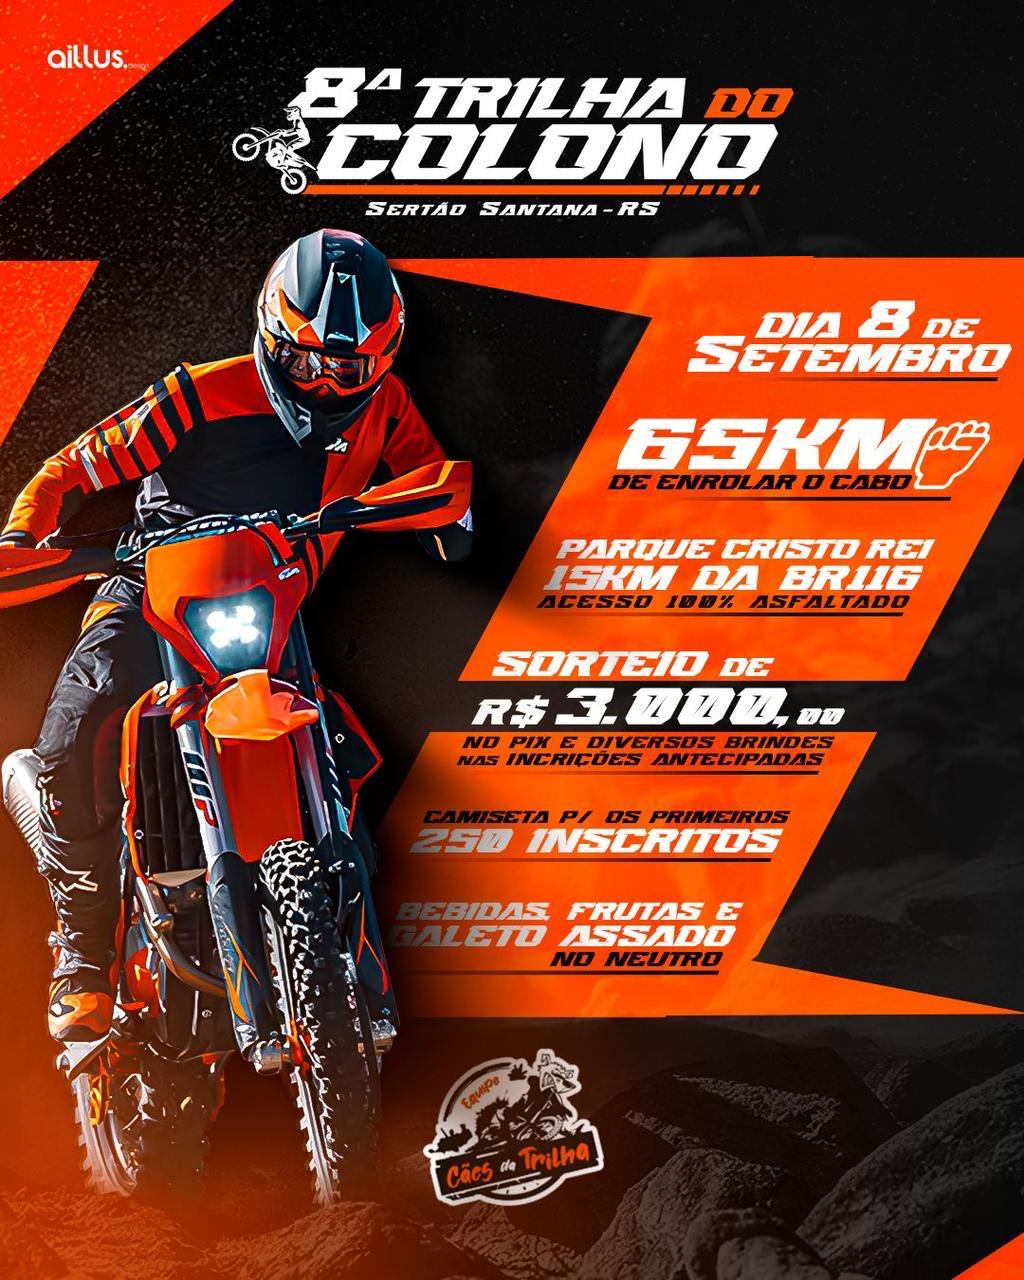 aillus.design
8ª TRILHA DO
COLONO
SERTÃO SANTANA-RS
DIA 8 DE
SETEMBRO
65KM
DE ENROLAR O CABO
PARQUE CRISTO REI
15KM DA BR116
ACESSO 100% ASFALTADO
SORTEIO DE
R$ 3.000,00
NO PIX E DIVERSOS BRINDES
NAS INCRIÇÕES ANTECIPADAS
CAMISETA P/ OS PRIMEIROS
250 INSCRITOS
BEBIDAS, FRUTAS E
GALETO ASSADO
NO NEUTRO
WP
Equipe
Cães da Trilha